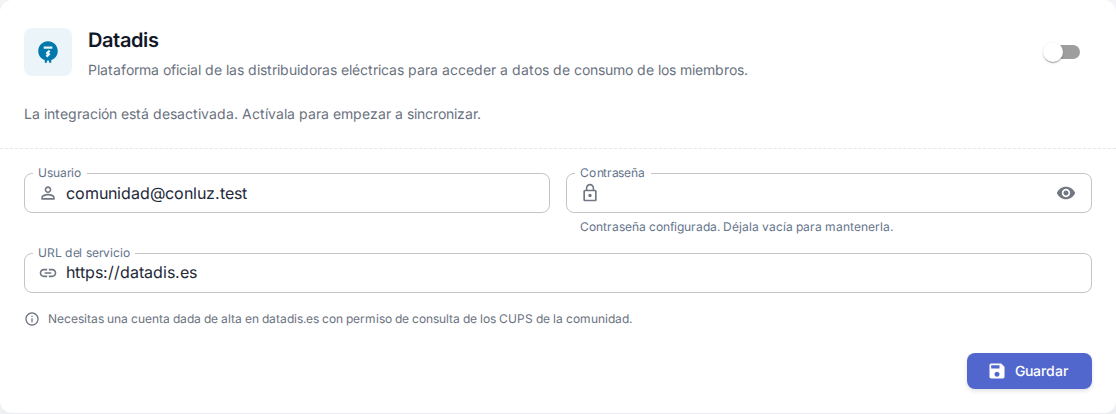 Datadis
Plataforma oficial de las distribuidoras eléctricas para acceder a datos de consumo de los miembros.
La integración está desactivada. Actívala para empezar a sincronizar.
Usuario
comunidad@conluz.test
Contraseña
Contraseña configurada. Déjala vacía para mantenerla.
URL del servicio
https://datadis.es
Necesitas una cuenta dada de alta en datadis.es con permiso de consulta de los CUPS de la comunidad.
Guardar